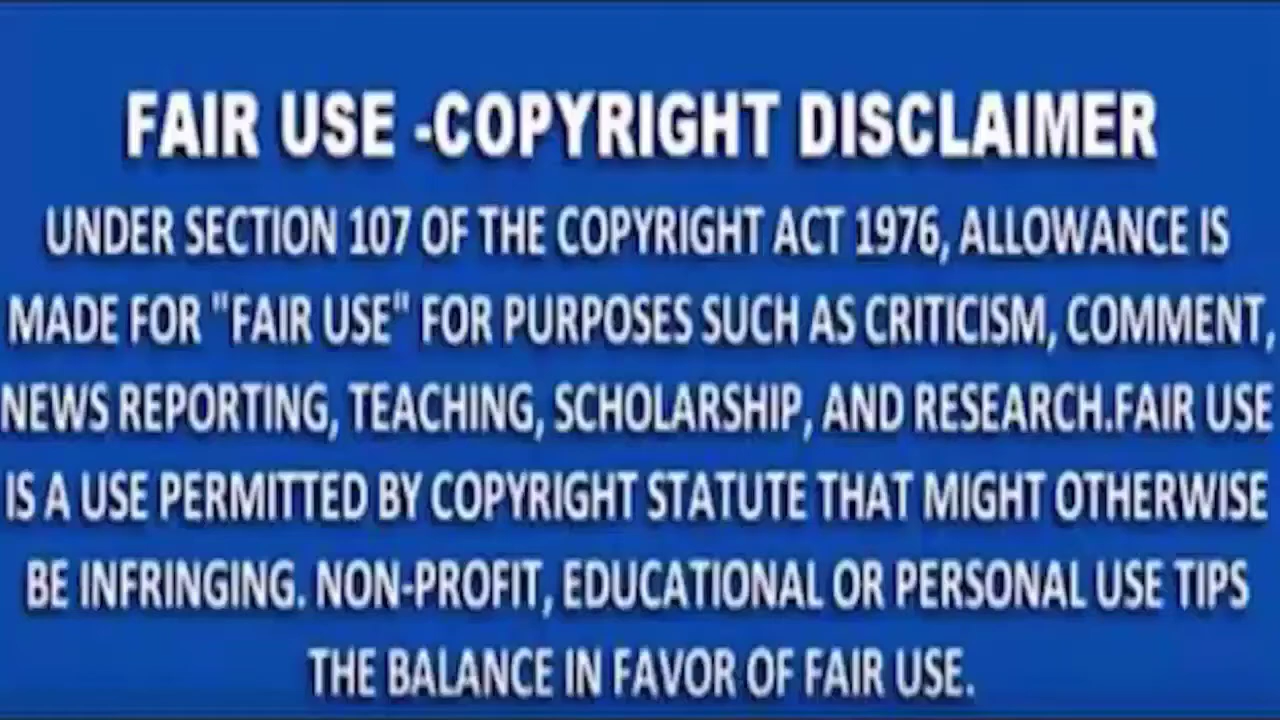 FAIR USE -COPYRIGHT DISCLAIMER
UNDER SECTION 107 OF THE COPYRIGHT ACT 1976, ALLOWANCE IS
MADE FOR "FAIR USE" FOR PURPOSES SUCH AS CRITICISM, COMMENT,
NEWS REPORTING, TEACHING, SCHOLARSHIP, AND RESEARCH.FAIR USE
IS A USE PERMITTED BY COPYRIGHT STATUTE THAT MIGHT OTHERWISE
BE INFRINGING. NON-PROFIT, EDUCATIONAL OR PERSONAL USE TIPS
THE BALANCE IN FAVOR OF FAIR USE.